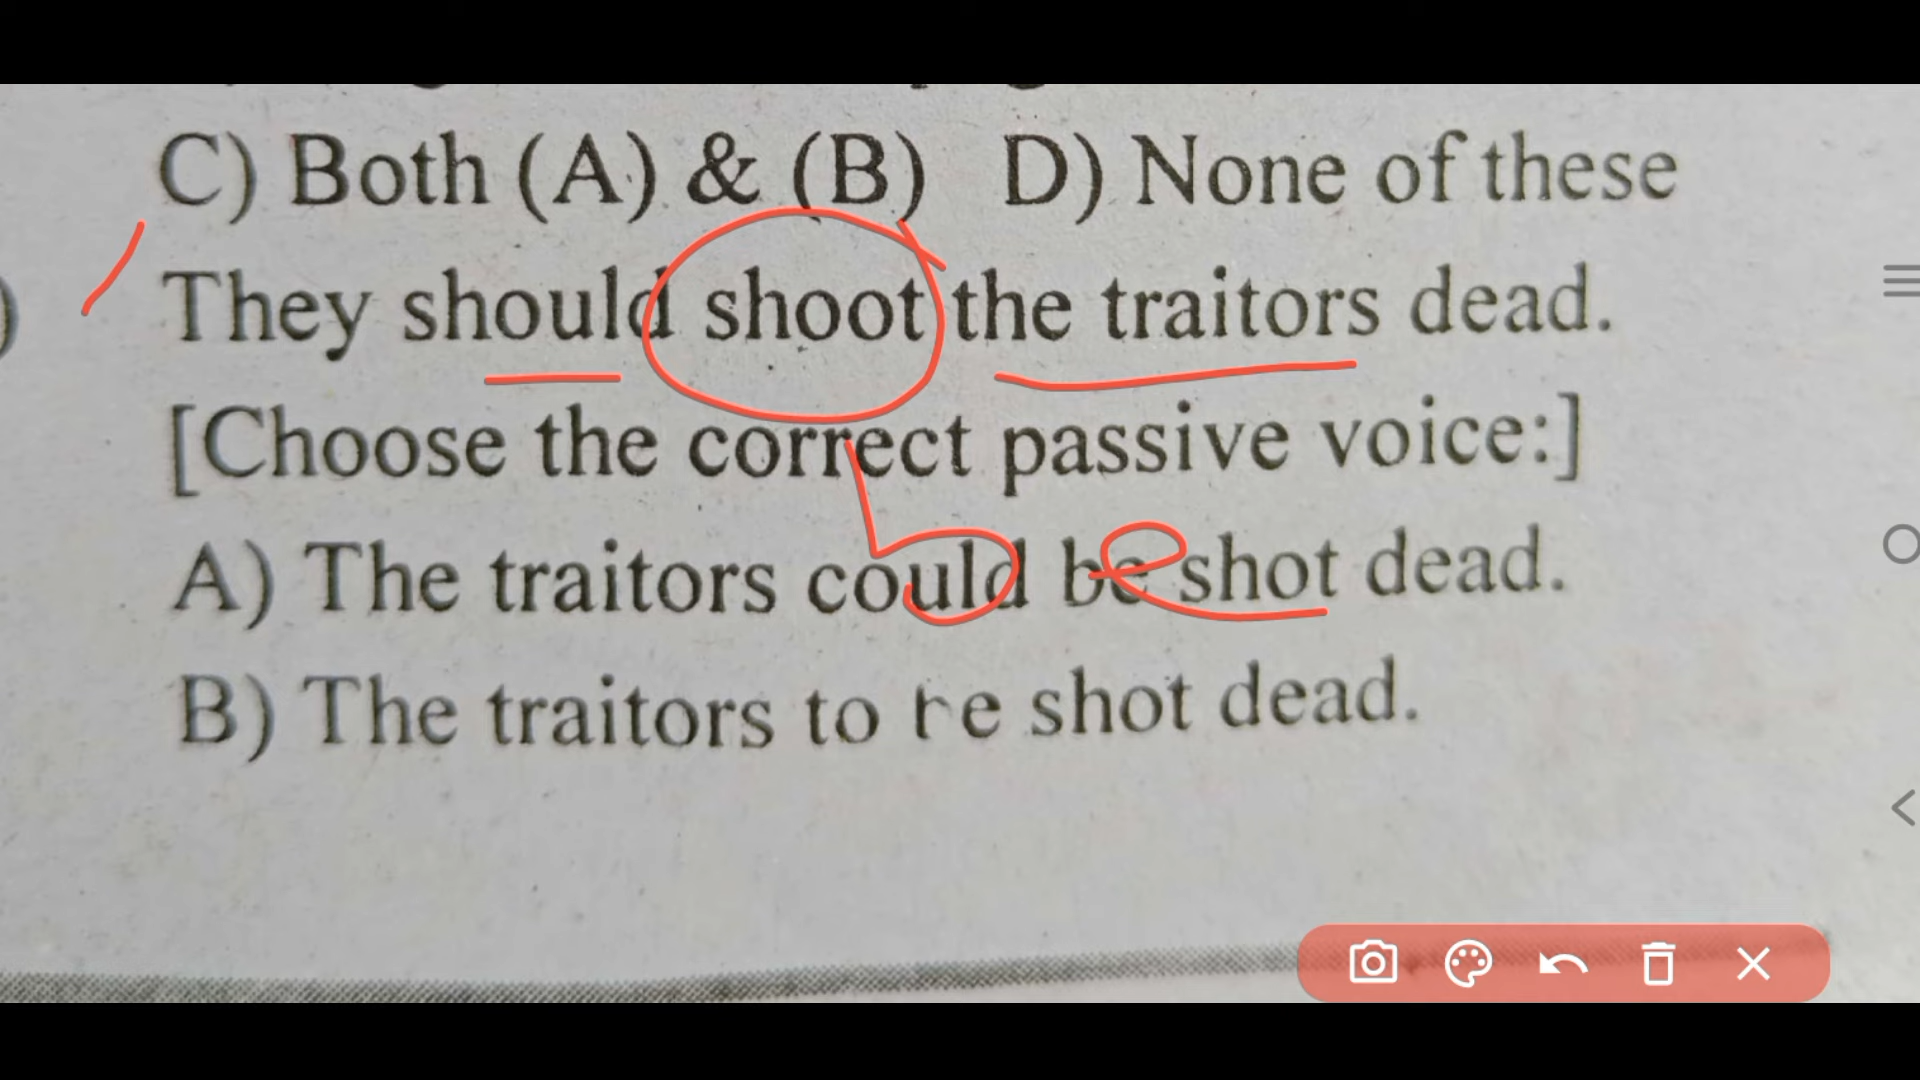 C) Both (A) & (B) D) None of these
) They should shoot the traitors dead.
[Choose the correct passive voice:]
A) The traitors could be shot dead.
B) The traitors to be shot dead.